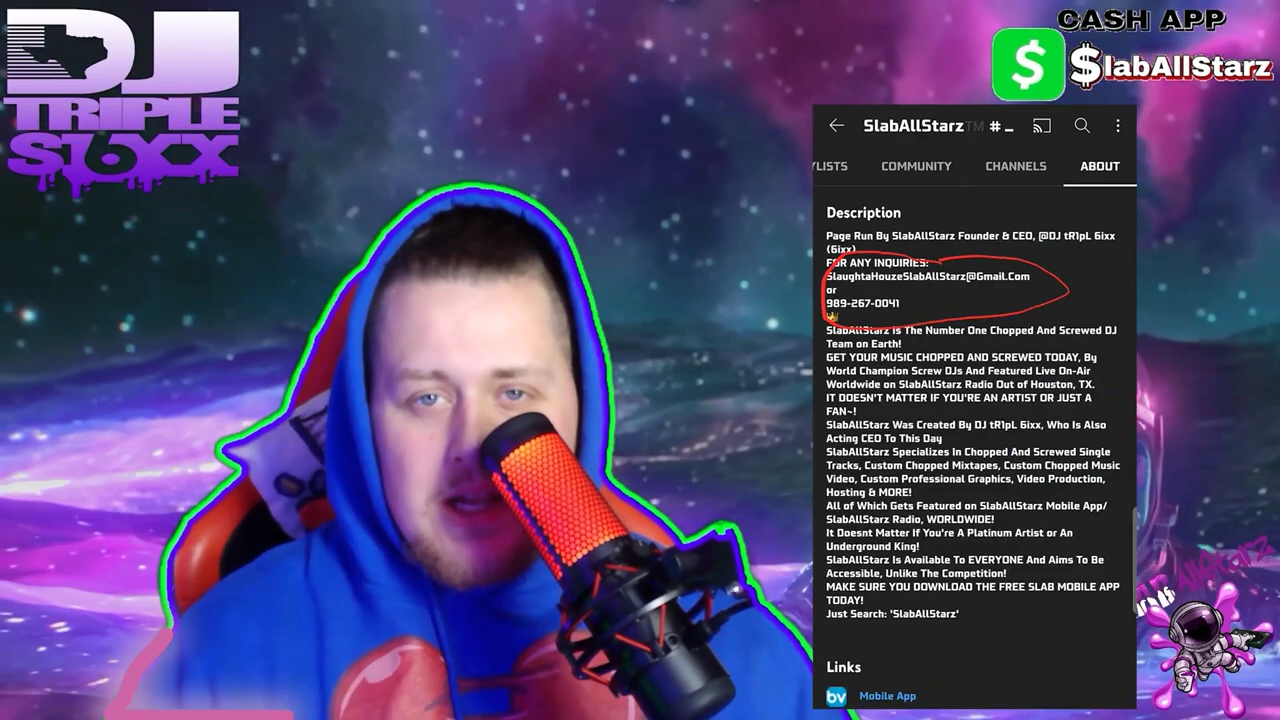 DJ
TRIPLE
S16XX
CASH APP
$labAllStarz
SlabAllStarz™ # _
YLISTS COMMUNITY CHANNELS ABOUT
Description
Page Run By SlabAllStarz Founder & CEO, @DJ tR1pL 6ixx
(6ixx)
FOR ANY INQUIRIES:
SlaughtaHouzeSlabAllStarz@Gmail.Com
or
989-267-0041
SlabAllStarz is The Number One Chopped And Screwed DJ
Team on Earth!
GET YOUR MUSIC CHOPPED AND SCREWED TODAY, By
World Champion Screw DJs And Featured Live On-Air
Worldwide on SlabAllStarz Radio Out of Houston, TX.
IT DOESN'T MATTER IF YOU'RE AN ARTIST OR JUST A
FAN~!
SlabAllStarz Was Created By DJ tR1pL 6ixx, Who Is Also
Acting CEO To This Day
SlabAllStarz Specializes In Chopped And Screwed Single
Tracks, Custom Chopped Mixtapes, Custom Chopped Music
Video, Custom Professional Graphics, Video Production,
Hosting & MORE!
All of Which Gets Featured on SlabAllStarz Mobile App/
SlabAllStarz Radio, WORLDWIDE!
It Doesnt Matter If You're A Platinum Artist or An
Underground King!
SlabAllStarz Is Available To EVERYONE And Aims To Be
Accessible, Unlike The Competition!
MAKE SURE YOU DOWNLOAD THE FREE SLAB MOBILE APP
TODAY!
Just Search: 'SlabAllStarz'
Links
bv Mobile App